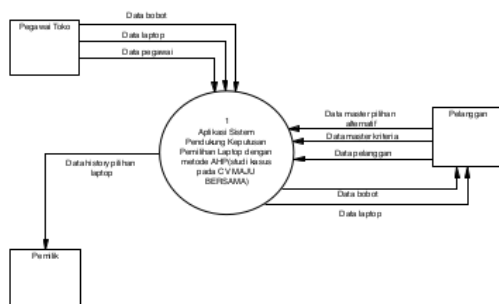 Pegawai Toko
Data bobot
Data laptop
Data pegawai
1
Aplikasi Sistem
Pendukung Keputusan
Pemilihan Laptop dengan
metode AHP(studi kasus
pada CV MAJU
BERSAMA)
Data master pilihan
alternatif
Data master kriteria
Data pelanggan
Pelanggan
Data bobot
Data laptop
Data history pilihan
laptop
Pemilik